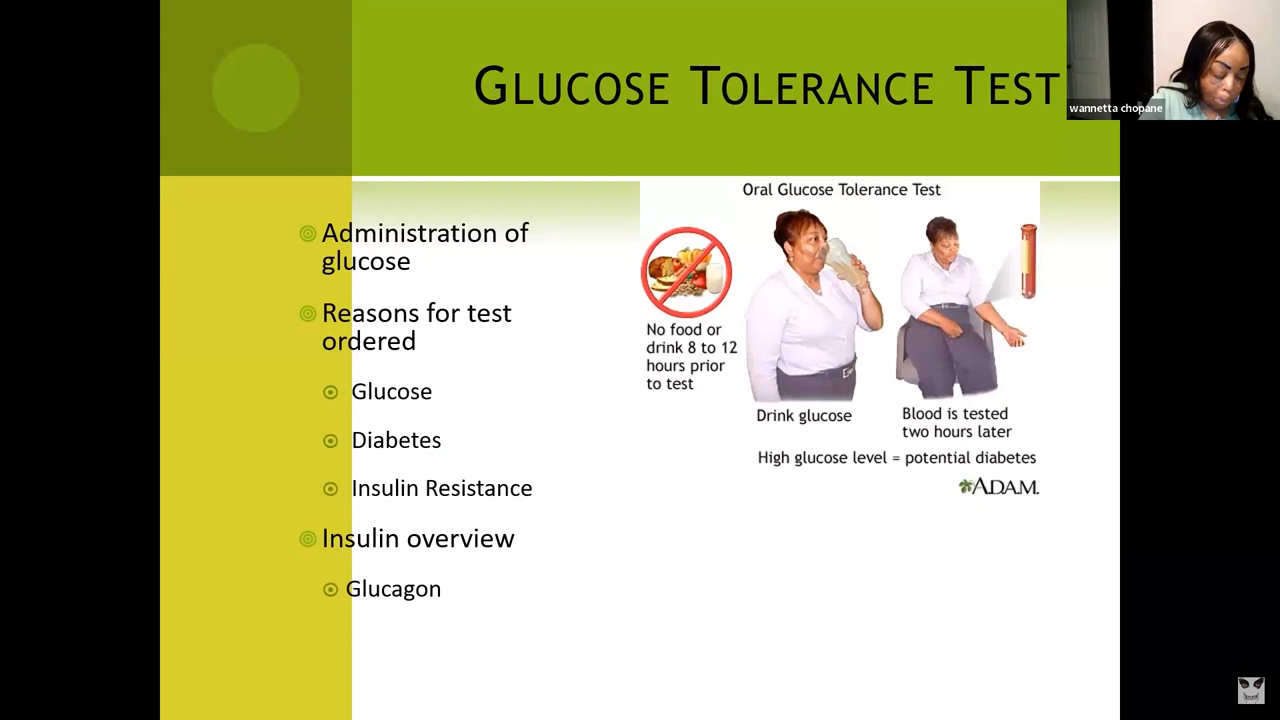 GLUCOSE TOLERANCE TEST
wannetta chopane
Administration of
glucose
Reasons for test
ordered
Glucose
Diabetes
Insulin Resistance
Insulin overview
Glucagon
Oral Glucose Tolerance Test
No food or
drink 8 to 12
hours prior
to test
Drink glucose
Blood is tested
two hours later
High glucose level = potential diabetes
A.D.A.M.